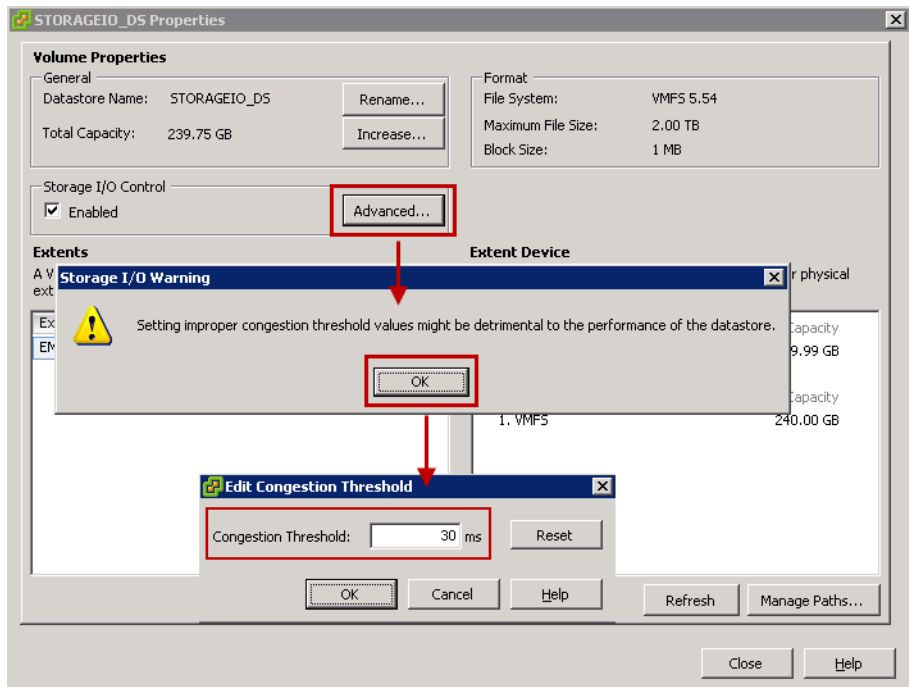 STORAGEIO_DS Properties
Volume Properties
General
Datastore Name: STORAGEIO_DS Rename...
Total Capacity: 239.75 GB Increase...
Format
File System: VMFS 5.54
Maximum File Size: 2.00 TB
Block Size: 1 MB
Storage I/O Control
Enabled Advanced...
Extents
Extent Device
A V
r physical
ext
Storage I/O Warning
Setting improper congestion threshold values might be detrimental to the performance of the datastore.
OK
Ex
apacity
EM
9.99 GB
apacity
1. VMFS 240.00 GB
Edit Congestion Threshold
Congestion Threshold: 30 ms Reset
OK Cancel Help
Refresh Manage Paths...
Close Help